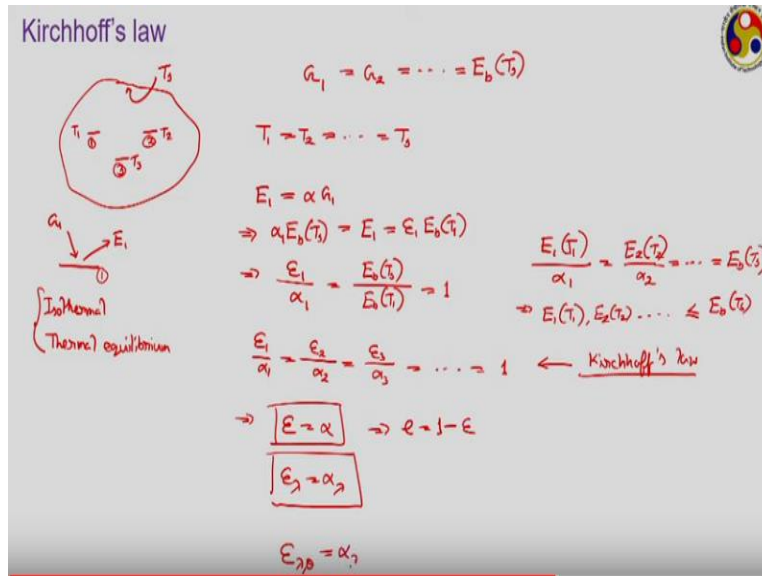 Kirchhoff's law
T_s
T_1 ① ② T_2
③ T_3
G_1 E_1
①
Isothermal
Thermal equilibrium
G_1 = G_2 = ---- = E_b(T_s)
T_1 = T_2 = ---- = T_s
E_1 = α G_1
⇒ α_1 E_b(T_s) = E_1 = ε_1 E_b(T_1)
⇒ ε_1/α_1 = E_b(T_s)/E_b(T_1) = 1
ε_1/α_1 = ε_2/α_2 = ε_3/α_3 = ---- = 1 ← Kirchhoff's law
⇒ ε = α ⇒ ρ = 1 - ε
ε_λ = α_λ
ε_λ,θ = α_λ
E_1(T_1)/α_1 = E_2(T_2)/α_2 = ---- = E_b(T_s)
⇒ E_1(T_1), E_2(T_2) ---- ≤ E_b(T_s)